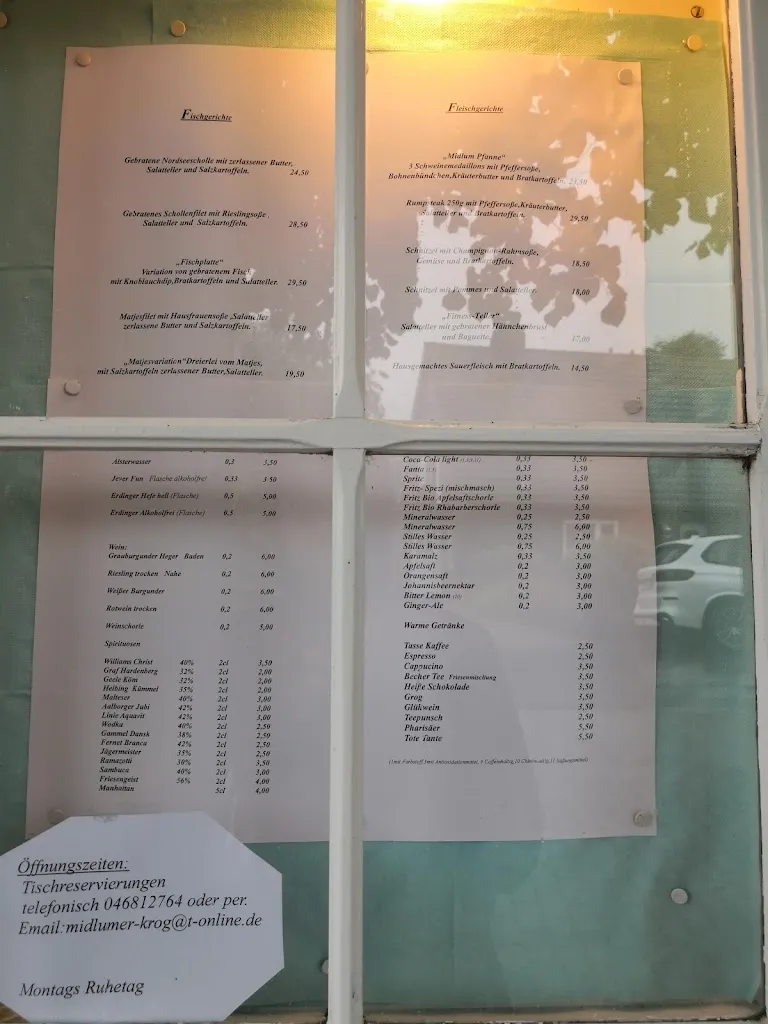 Fischgerichte
Gebratene Nordseescholle mit zerlassener Butter,
Salatteller und Salzkartoffeln. 24,50
Gebratenes Schollenfilet mit Rieslingsoße
Salatteller und Salzkartoffeln. 28,50
„Fischplatte“
Variation von gebratenem Fisch
mit Knoblauchdip,Bratkartoffeln und Salatteller. 29,50
Matjesfilet mit Hausfrauensoße ,Salatteller
zerlassene Butter und Salzkartoffeln. 17,50
„Matjesvariation“Dreierlei vom Matjes,
mit Salzkartoffeln zerlassener Butter,Salatteller. 19,50
Fleischgerichte
„Midlum Pfanne“
3 Schweinemedaillons mit Pfeffersoße,
Bohnenbündchen,Kräuterbutter und Bratkartoffeln.
Rumpsteak 250g mit Pfeffersoße,Kräuterbutter,
Salatteller und Bratkartoffeln. 29,50
Schnitzel mit Champignon-Rahmsoße,
Gemüse und Bratkartoffeln. 18,50
Schnitzel mit Pommes und Salatteller. 18,00
„Fitness-Teller“
Salatteller mit gebratener Hähnchenbrust
und Baguette. 17,00
Hausgemachtes Sauerfleisch mit Bratkartoffeln. 14,50
Alsterwasser 0,3 3,50
Jever Fun Flasche alkoholfrei 0,33 3 50
Erdinger Hefe hell (Flasche) 0,5 5,00
Erdinger Alkoholfrei (Flasche) 0,5 5,00
Wein:
Grauburgunder Heger Baden 0,2 6,00
Riesling trocken Nahe 0,2 6,00
Weißer Burgunder 0,2 6,00
Rotwein trocken 0,2 6,00
Weinschorle 0,2 5,00
Spirituosen
Williams Christ 40% 2cl 3,50
Graf Hardenberg 32% 2cl 2,00
Geele Köm 32% 2cl 2,00
Helbing Kümmel 35% 2cl 2,00
Malteser 40% 2cl 3,00
Aalborger Jubi 42% 2cl 3,00
Linie Aquavit 42% 2cl 3,00
Wodka 40% 2cl 2,50
Gammel Dansk 38% 2cl 2,50
Fernet Branca 42% 2cl 2,50
Jägermeister 35% 2cl 2,50
Ramazotti 30% 2cl 3,50
Sambuca 40% 2cl 3,00
Friesengeist 56% 2cl 4,00
Manhattan 5cl 4,00
Coca-Cola light 0,33 3,50
Fanta 0,33 3,50
Sprite 0,33 3,50
Fritz- Spezi (mischmasch) 0,33 3,50
Fritz Bio Apfelsaftschorle 0,33 3,50
Fritz Bio Rhabarberschorle 0,33 3,50
Mineralwasser 0,25 2,50
Mineralwasser 0,75 6,00
Stilles Wasser 0,25 2,50
Stilles Wasser 0,75 6,00
Karamalz 0,33 3,50
Apfelsaft 0,2 3,00
Orangensaft 0,2 3,00
Johannisbeernektar 0,2 3,00
Bitter Lemon 0,2 3,00
Ginger-Ale 0,2 3,00
Warme Getränke
Tasse Kaffee 2,50
Espresso 2,50
Cappucino 3,50
Becher Tee Friesenmischung 3,50
Heiße Schokolade 3,50
Grog 3,50
Glükwein 3,50
Teepunsch 2,50
Pharisäer 5,50
Tote Tante 5,50
Öffnungszeiten:
Tischreservierungen
telefonisch 046812764 oder per.
Email:midlumer-krog@t-online.de
Montags Ruhetag